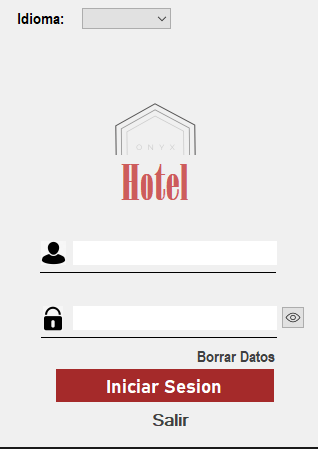 Idioma:
ONYX
Hotel
Borrar Datos
Iniciar Sesion
Salir